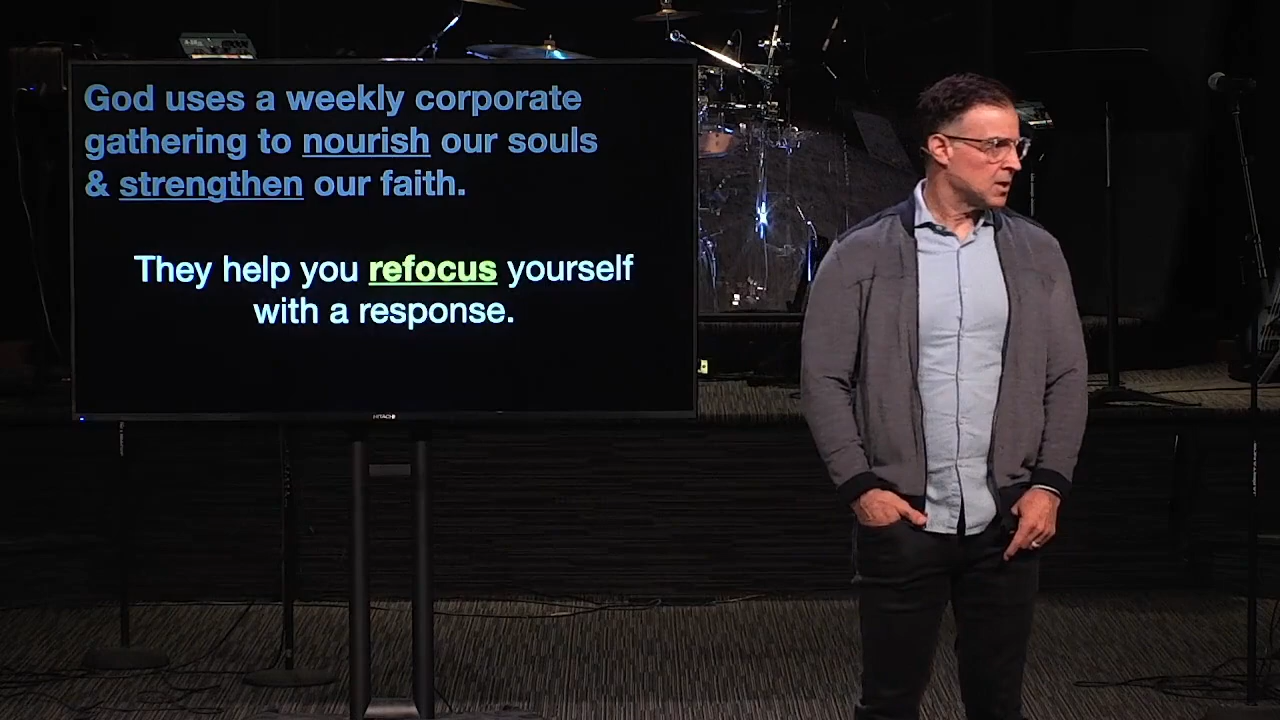 God uses a weekly corporate
gathering to nourish our souls
& strengthen our faith.
They help you refocus yourself
with a response.
HITACHI